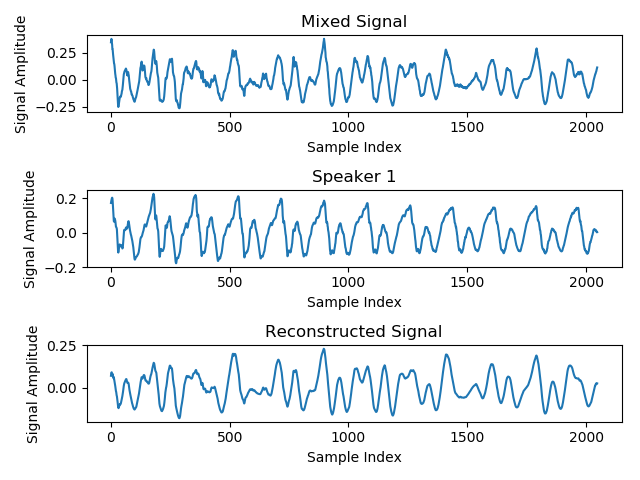 Mixed Signal
Signal Amplitude
0.25
0.00
−0.25
0 500 1000 1500 2000
Sample Index
Speaker 1
Signal Amplitude
0.2
0.0
−0.2
0 500 1000 1500 2000
Sample Index
Reconstructed Signal
Signal Amplitude
0.25
0.00
0 500 1000 1500 2000
Sample Index